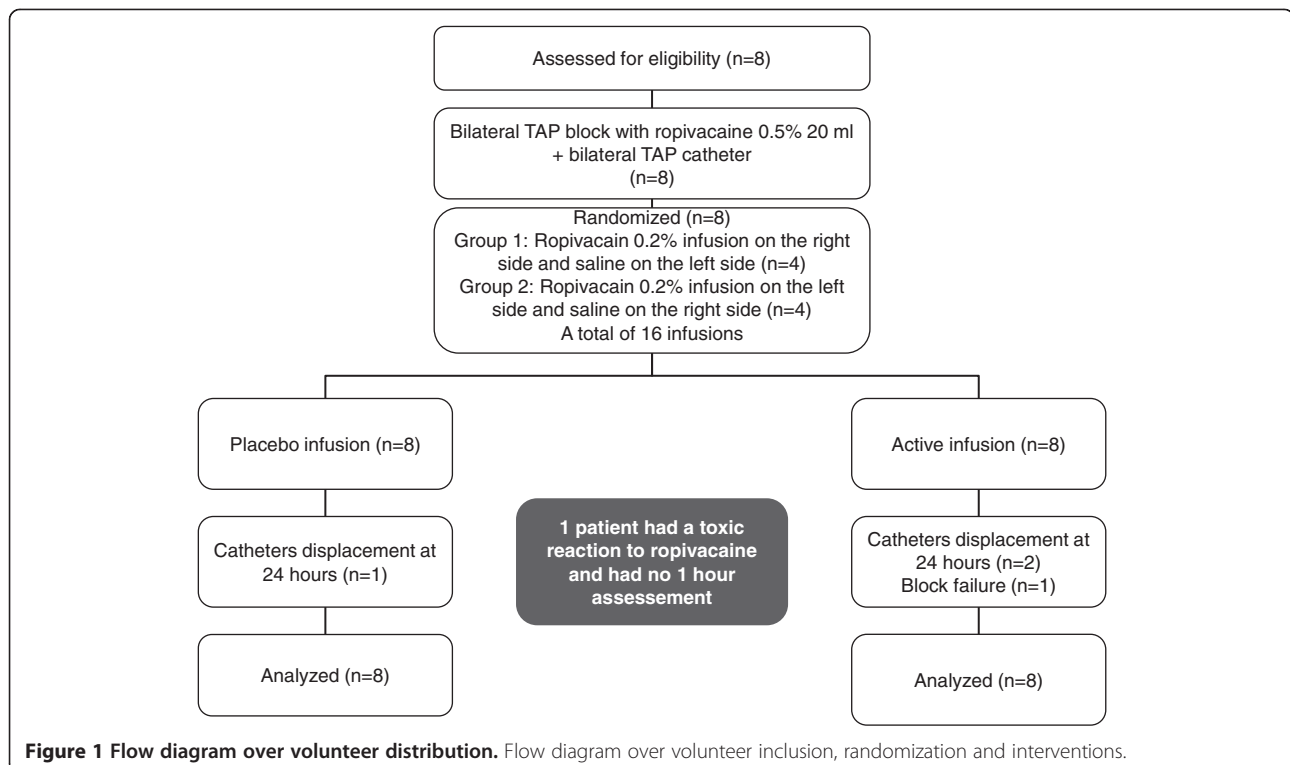 Assessed for eligibility (n=8)
Bilateral TAP block with ropivacaine 0.5% 20 ml
+ bilateral TAP catheter
(n=8)
Randomized (n=8)
Group 1: Ropivacain 0.2% infusion on the right
side and saline on the left side (n=4)
Group 2: Ropivacain 0.2% infusion on the left
side and saline on the right side (n=4)
A total of 16 infusions
Placebo infusion (n=8)
Active infusion (n=8)
Catheters displacement at
24 hours (n=1)
1 patient had a toxic
reaction to ropivacaine
and had no 1 hour
assessement
Catheters displacement at
24 hours (n=2)
Block failure (n=1)
Analyzed (n=8)
Analyzed (n=8)
Figure 1 Flow diagram over volunteer distribution. Flow diagram over volunteer inclusion, randomization and interventions.